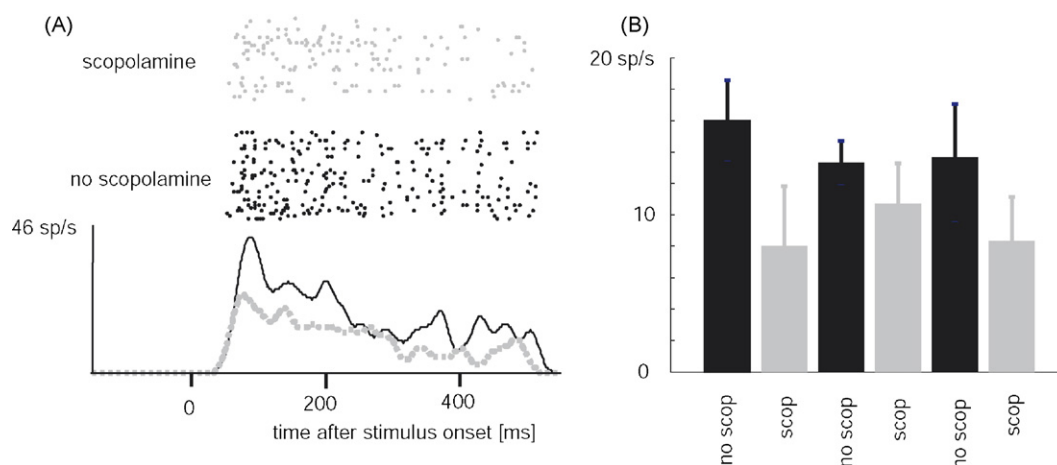 (A)
scopolamine
no scopolamine
46 sp/s
0
200
400
time after stimulus onset [ms]
(B)
20 sp/s
10
0
no scop
scop
no scop
scop
no scop
scop